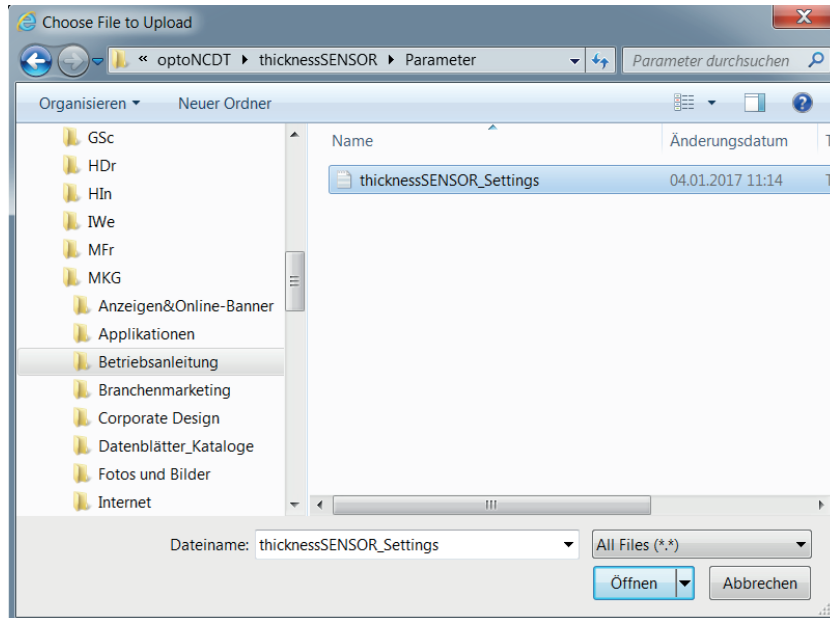 Choose File to Upload
« optoNCDT ▸ thicknessSENSOR ▸ Parameter
Parameter durchsuchen
Organisieren Neuer Ordner
Name Änderungsdatum T
thicknessSENSOR_Settings 04.01.2017 11:14 T
GSc
HDr
HIn
IWe
MFr
MKG
Anzeigen&Online-Banner
Applikationen
Betriebsanleitung
Branchenmarketing
Corporate Design
Datenblätter_Kataloge
Fotos und Bilder
Internet
Dateiname: thicknessSENSOR_Settings
All Files (*.*)
Öffnen Abbrechen